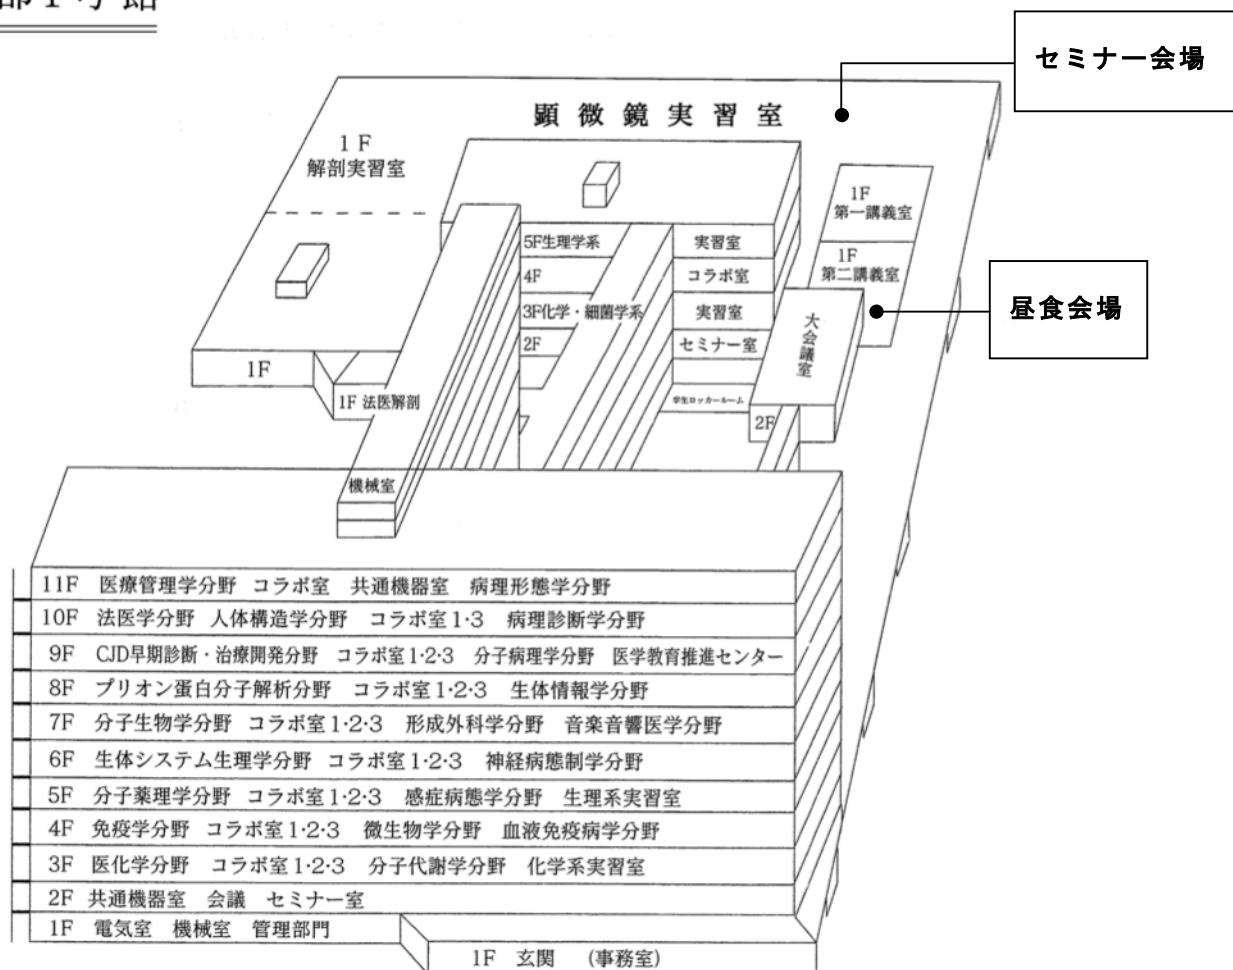 部1号館
セミナー会場
顕微鏡実習室
1F
解剖実習室
1F
第一講義室
1F
第二講義室
昼食会場
5F生理学系 実習室
4F コラボ室
3F化学・細菌学系 実習室
2F セミナー室
大会議室
1F
1F 法医解剖
学生ロッカールーム
2F
機械室
11F 医療管理学分野 コラボ室 共通機器室 病理形態学分野
10F 法医学分野 人体構造学分野 コラボ室1・3 病理診断学分野
9F CJD早期診断・治療開発分野 コラボ室1・2・3 分子病理学分野 医学教育推進センター
8F プリオン蛋白分子解析分野 コラボ室1・2・3 生体情報学分野
7F 分子生物学分野 コラボ室1・2・3 形成外科学分野 音楽音響医学分野
6F 生体システム生理学分野 コラボ室1・2・3 神経病態制学分野
5F 分子薬理学分野 コラボ室1・2・3 感症病態学分野 生理系実習室
4F 免疫学分野 コラボ室1・2・3 微生物学分野 血液免疫病学分野
3F 医化学分野 コラボ室1・2・3 分子代謝学分野 化学系実習室
2F 共通機器室 会議 セミナー室
1F 電気室 機械室 管理部門
1F 玄関 (事務室)